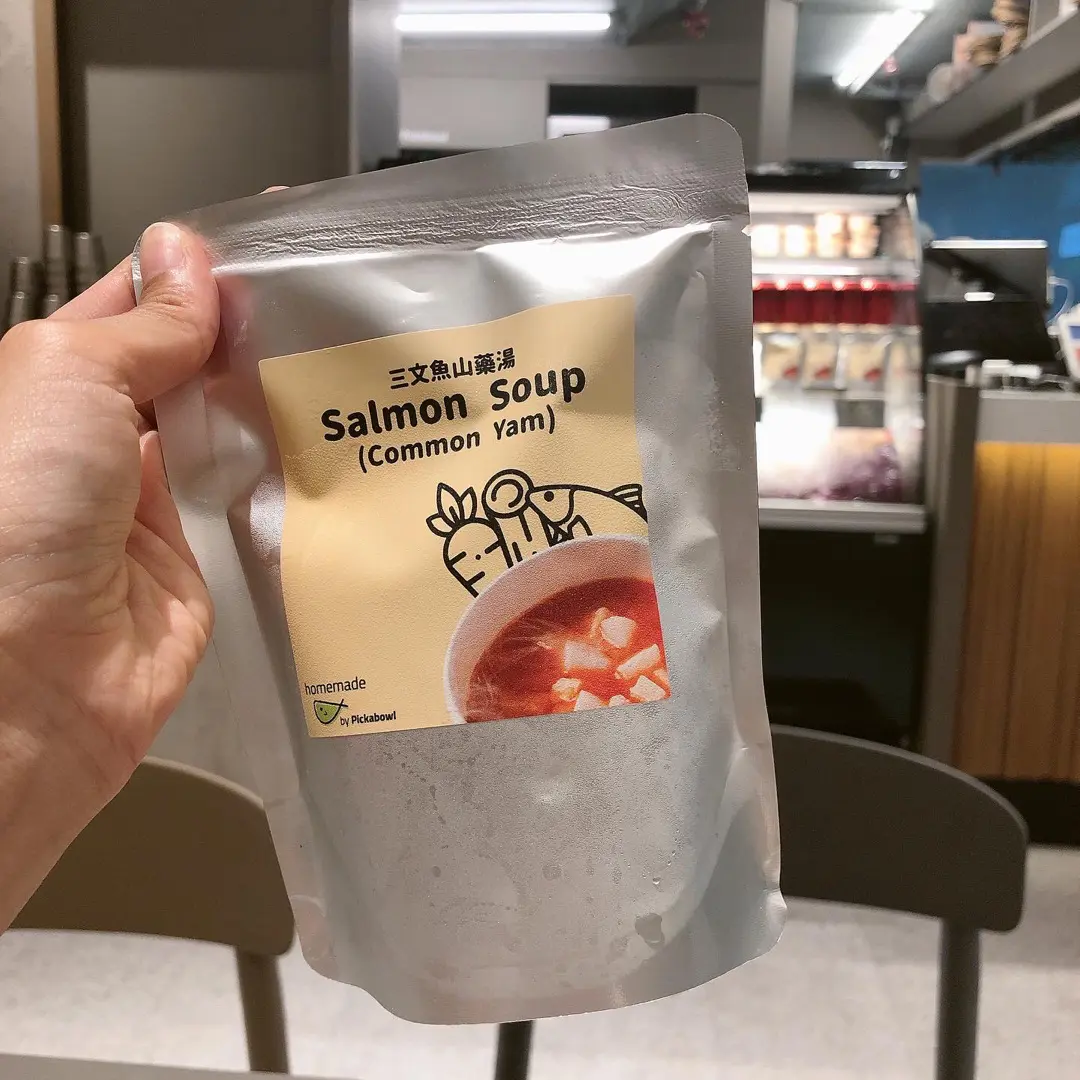 三文魚山藥湯
Salmon Soup
(Common Yam)
homemade
by Pickabowl